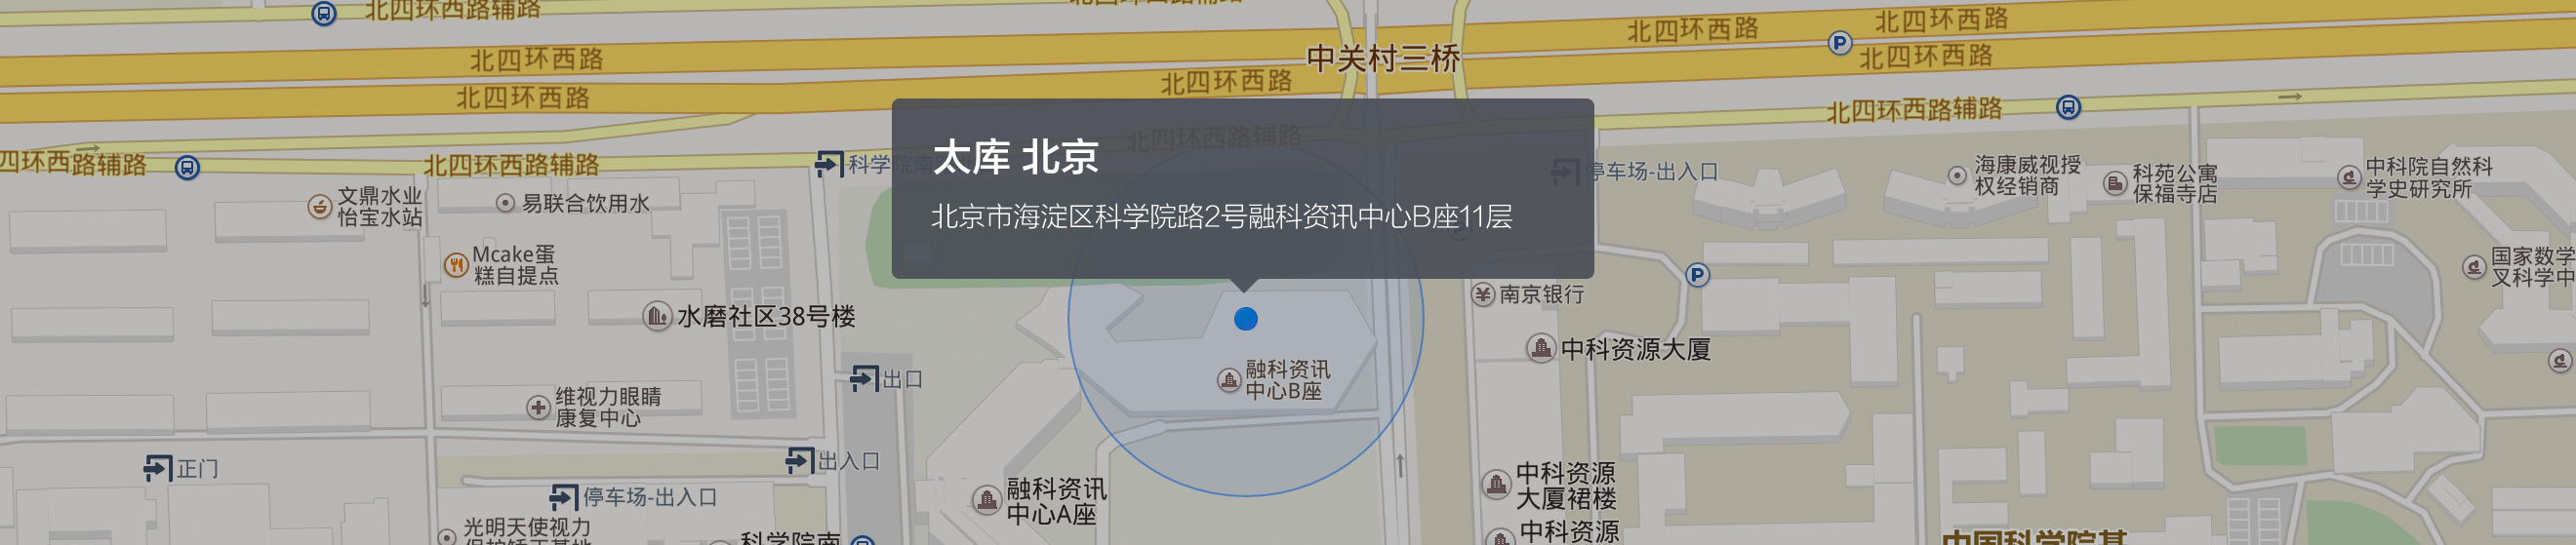 北四环西路辅路
北四环西路
北四环西路
中关村三桥
北四环西路
北四环西路
北四环西路
北四环西路
北四环西路辅路
北四环西路辅路
四环西路辅路
北四环西路辅路
太库 北京
北京市海淀区科学院路2号融科资讯中心B座11层
科学院南
停车场-出入口
文鼎水业
怡宝水站
易联合饮用水
海康威视授
权经销商
科苑公寓
保福寺店
中科院自然科
学史研究所
Mcake蛋
糕自提点
国家数学
叉科学中
水磨社区38号楼
南京银行
中科资源大厦
融科资讯
中心B座
出口
维视力眼睛
康复中心
正门
出入口
停车场-出入口
融科资讯
中心A座
中科资源
大厦裙楼
中科资源
光明天使视力
科学院南
中国科学院基